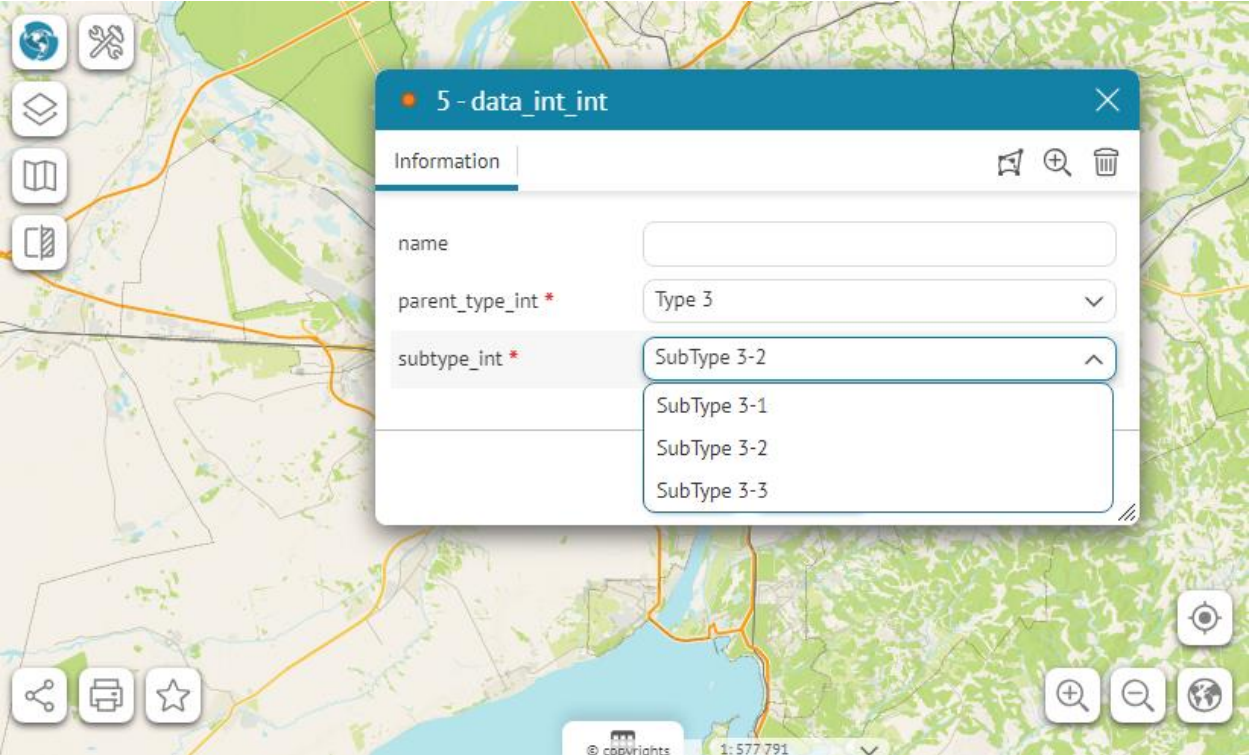 5 - data_int_int
Information
name
parent_type_int * Type 3
subtype_int * SubType 3-2
SubType 3-1
SubType 3-2
SubType 3-3
© copyrights 1: 577 791